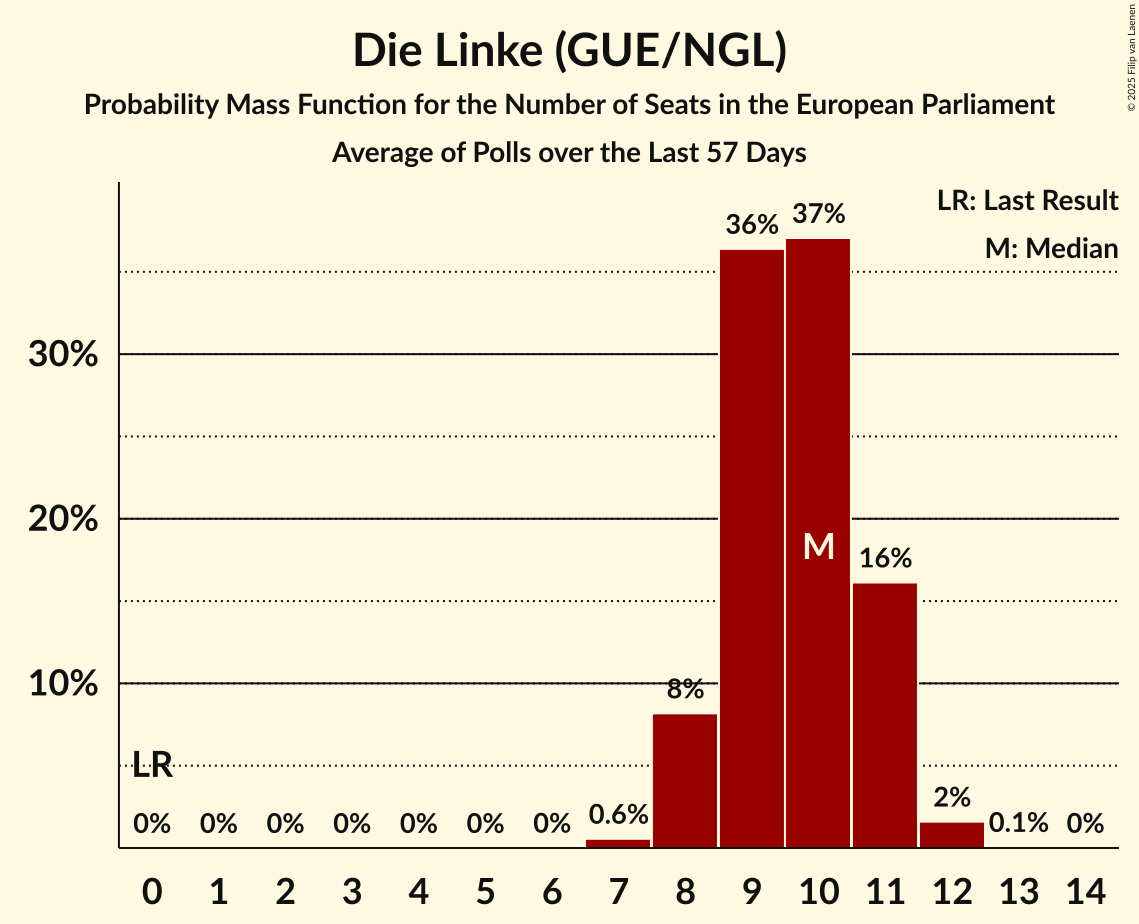 Die Linke (GUE/NGL)
Probability Mass Function for the Number of Seats in the European Parliament
Average of Polls over the Last 57 Days
© 2025 Filip van Laenen
LR: Last Result
M: Median
30%
20%
10%
LR
M
0%
0%
0%
0%
0%
0%
0%
0.6%
8%
36%
37%
16%
2%
0.1%
0%
0 1 2 3 4 5 6 7 8 9 10 11 12 13 14